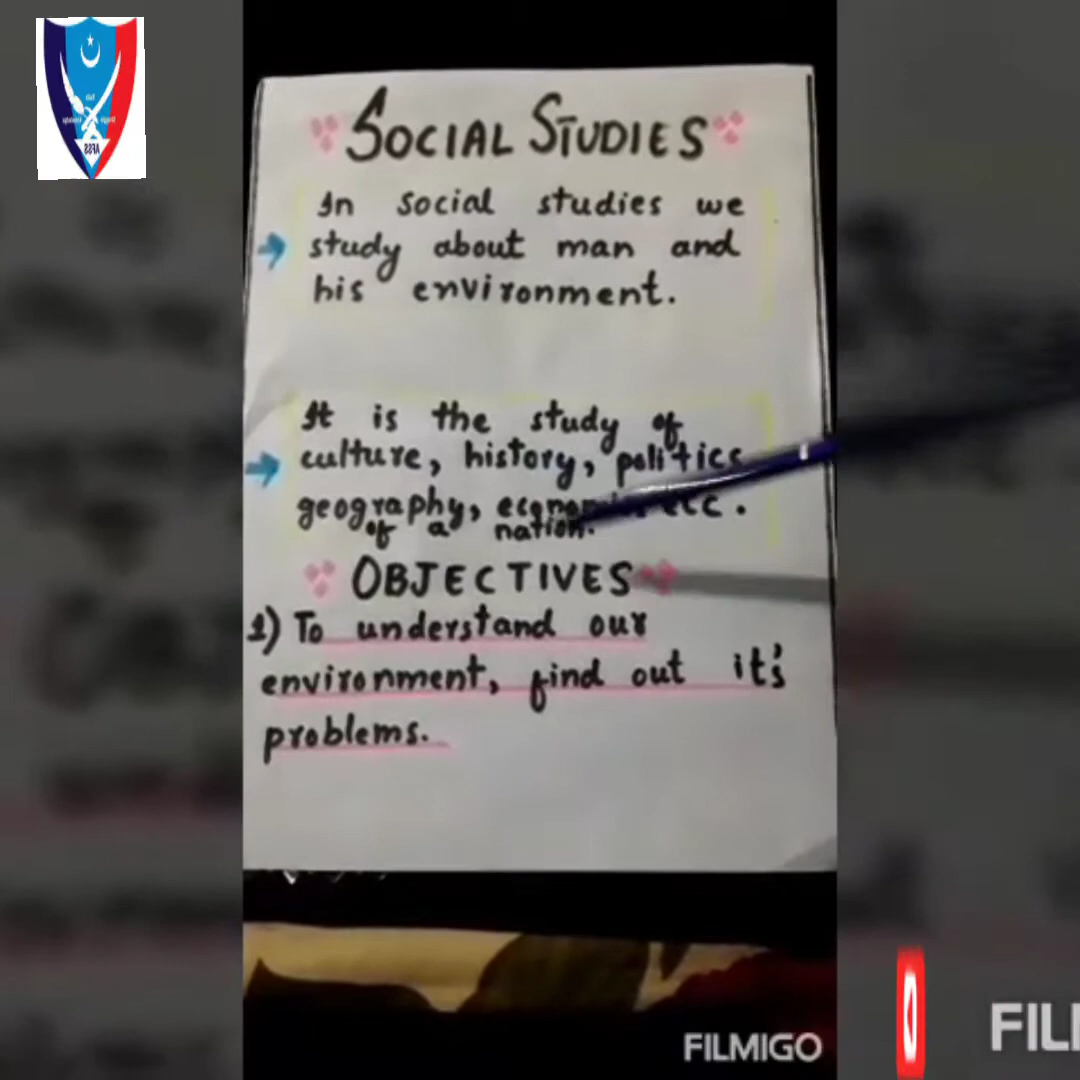 SOCIAL STUDIES
In social studies we
study about man and
his environment.
It is the study of
culture, history, politics
geography, etc.
of a nation.
OBJECTIVES
1) To understand our
environment, find out it's
problems.
FILMIGO